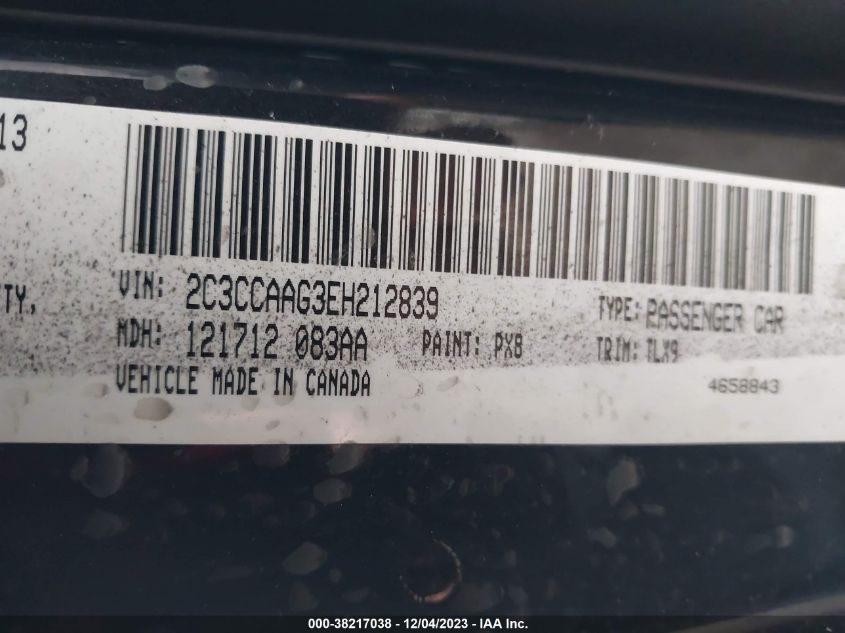 13
VIN: 2C3CCAAG3EH212839
TYPE: PASSENGER CAR
TY,
MDH: 121712 083AA
PAINT: PX8
TRIM: TLX9
VEHICLE MADE IN CANADA
4658843
000-38217038 - 12/04/2023 - IAA Inc.